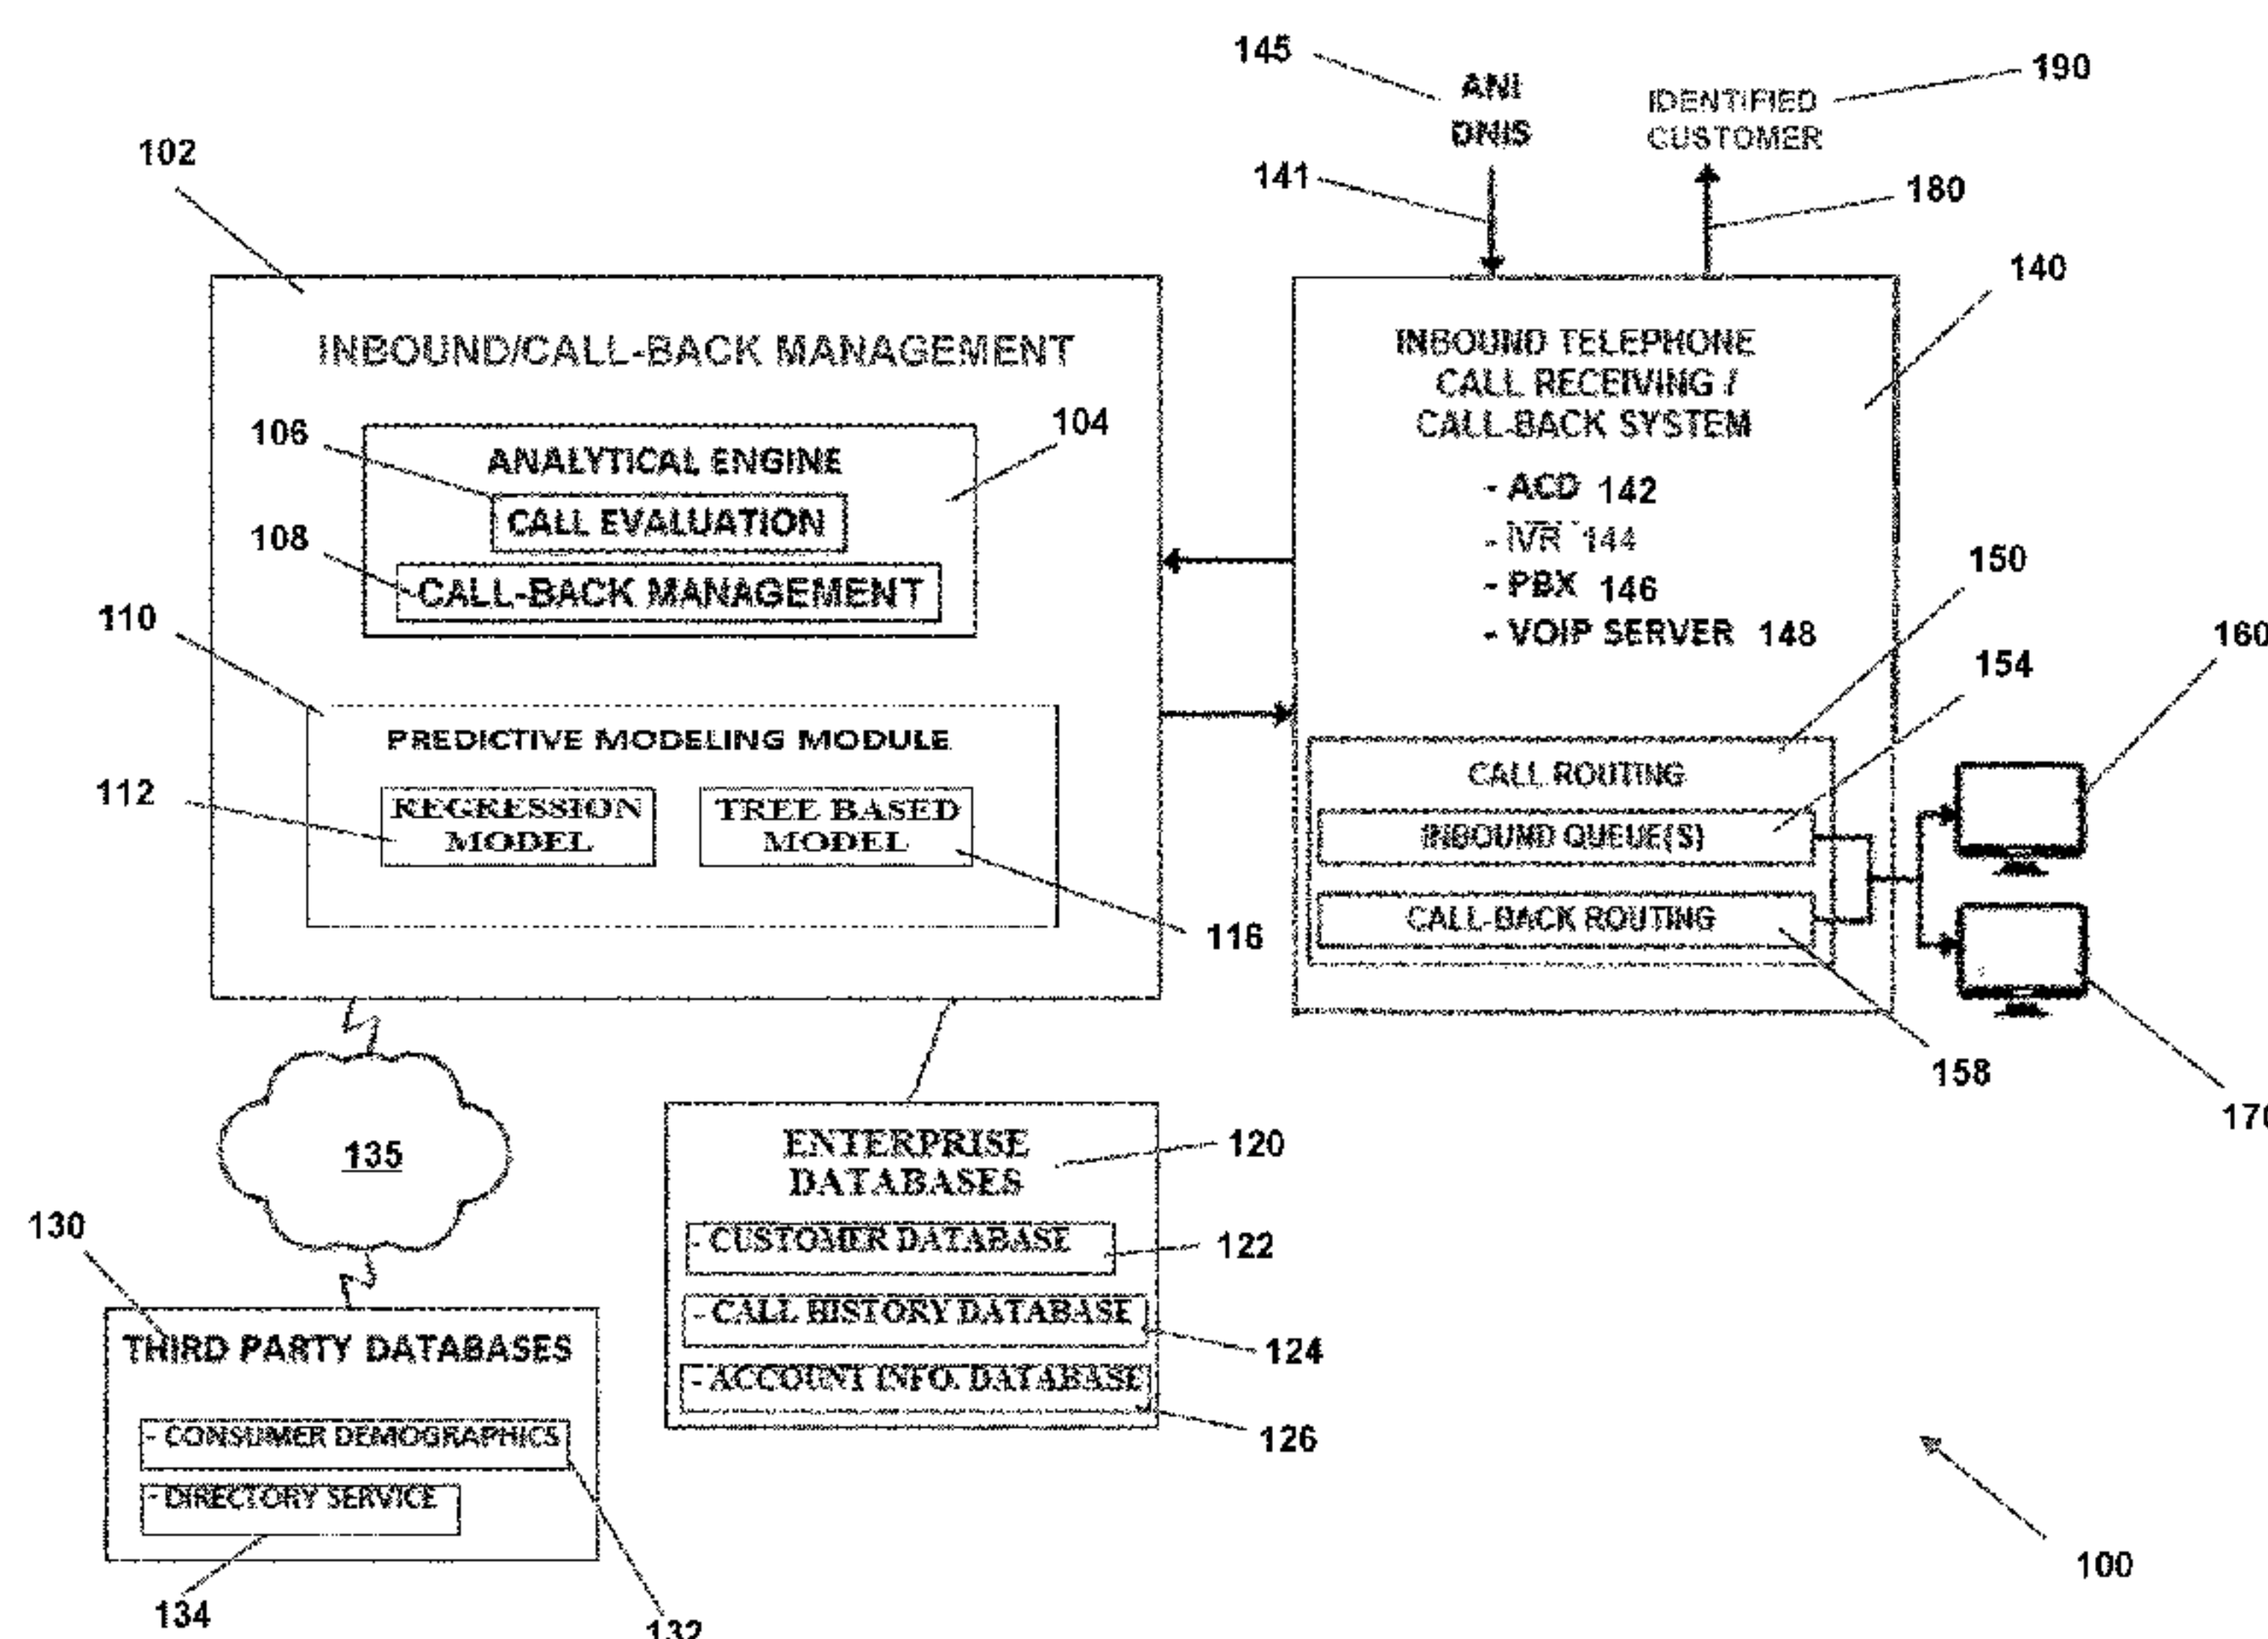 145
ANI
DNIS
190
IDENTIFIED
CUSTOMER
102
141
180
140
INBOUND/CALL-BACK MANAGEMENT
106
104
ANALYTICAL ENGINE
CALL EVALUATION
108
CALL-BACK MANAGEMENT
110
PREDICTIVE MODELING MODULE
112
REGRESSION
MODEL
TREE BASED
MODEL
116
INBOUND TELEPHONE
CALL RECEIVING /
CALL-BACK SYSTEM
- ACD 142
- IVR 144
- PBX 146
- VOIP SERVER 148
150
154
160
CALL ROUTING
INBOUND QUEUE(S)
CALL-BACK ROUTING
158
170
135
ENTERPRISE
DATABASES
120
- CUSTOMER DATABASE
122
- CALL HISTORY DATABASE
124
- ACCOUNT INFO. DATABASE
126
130
THIRD PARTY DATABASES
- CONSUMER DEMOGRAPHICS
- DIRECTORY SERVICE
134
132
100